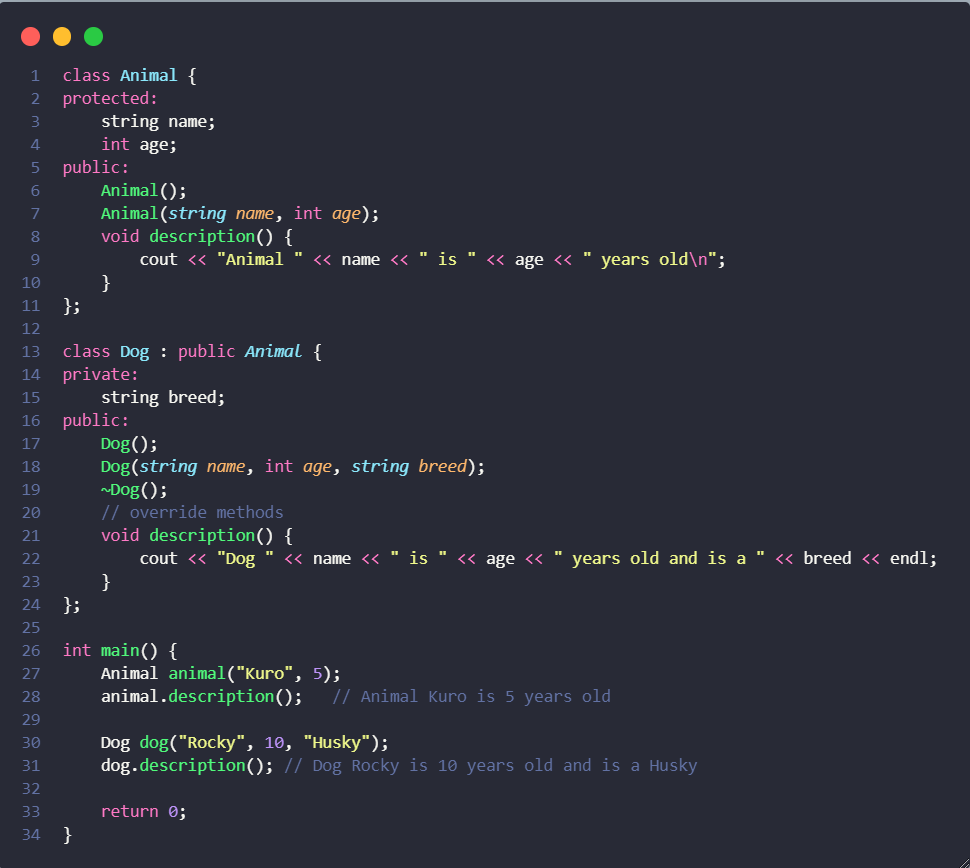 1 class Animal {
2 protected:
3     string name;
4     int age;
5 public:
6     Animal();
7     Animal(string name, int age);
8     void description() {
9         cout << "Animal " << name << " is " << age << " years old\n";
10     }
11 };
12
13 class Dog : public Animal {
14 private:
15     string breed;
16 public:
17     Dog();
18     Dog(string name, int age, string breed);
19     ~Dog();
20     // override methods
21     void description() {
22         cout << "Dog " << name << " is " << age << " years old and is a " << breed << endl;
23     }
24 };
25
26 int main() {
27     Animal animal("Kuro", 5);
28     animal.description();   // Animal Kuro is 5 years old
29
30     Dog dog("Rocky", 10, "Husky");
31     dog.description(); // Dog Rocky is 10 years old and is a Husky
32
33     return 0;
34 }